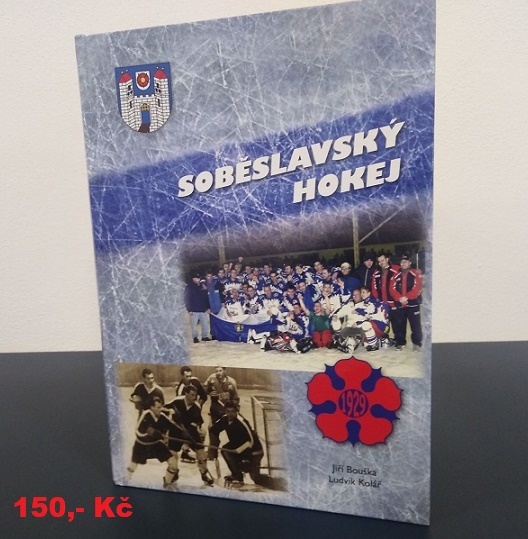 SOBĚSLAVSKÝ
HOKEJ
1929
Jiří Bouška
Ludvík Kolář
150,- Kč